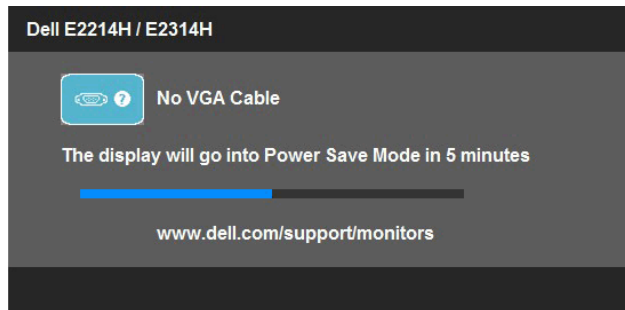 Dell E2214H / E2314H
?
No VGA Cable
The display will go into Power Save Mode in 5 minutes
www.dell.com/support/monitors